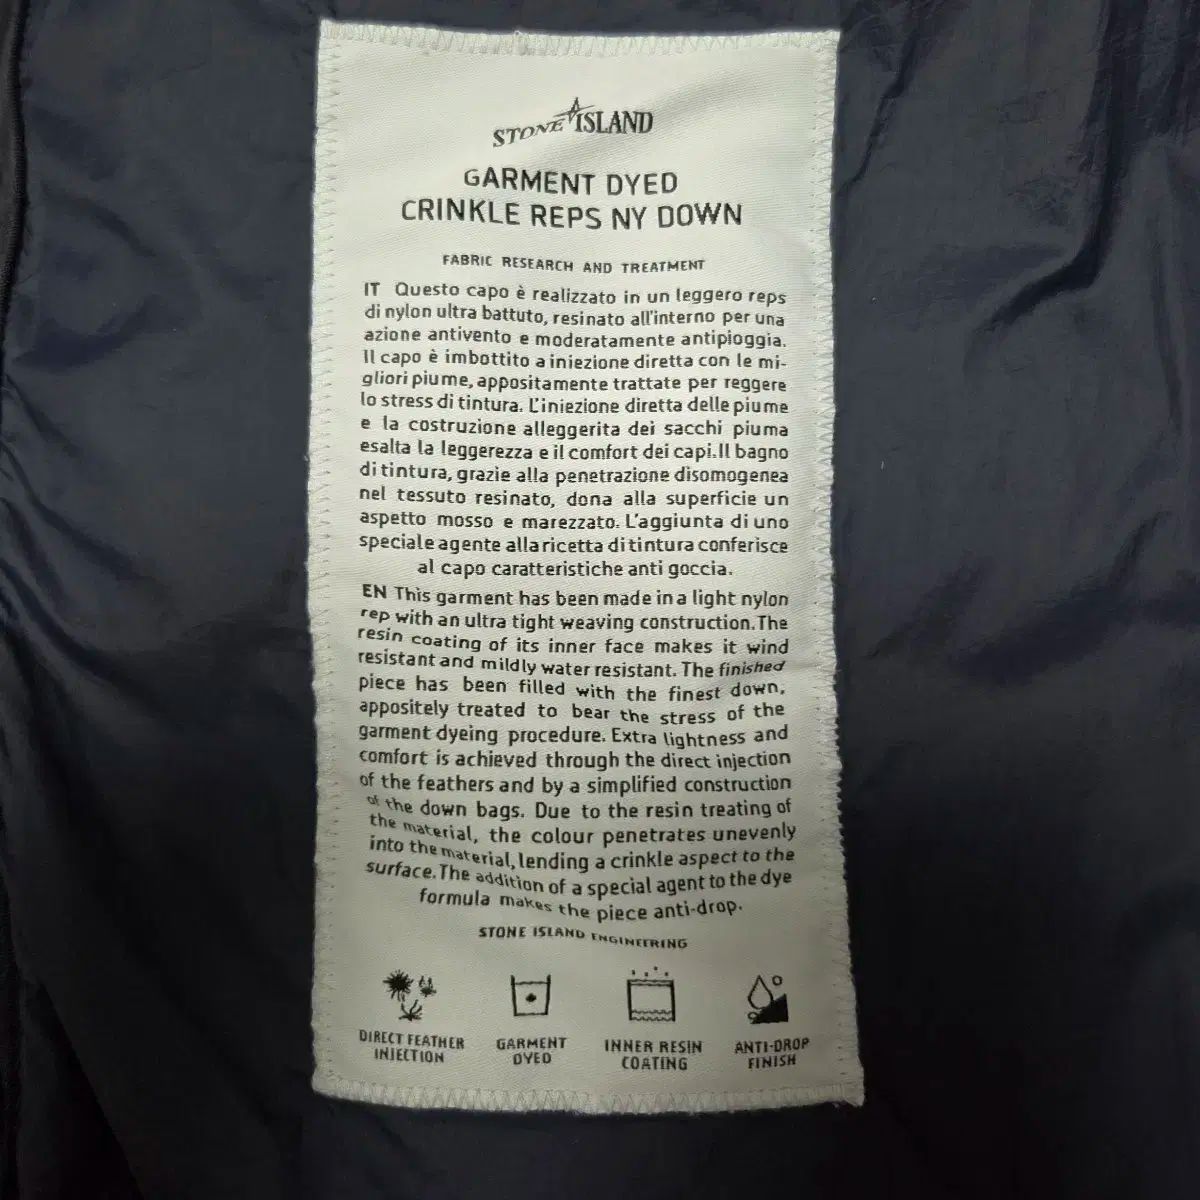 STONE ISLAND
GARMENT DYED
CRINKLE REPS NY DOWN
FABRIC RESEARCH AND TREATMENT
IT Questo capo è realizzato in un leggero reps
di nylon ultra battuto, resinato all'interno per una
azione antivento e moderatamente antipioggia.
Il capo è imbottito a iniezione diretta con le mi-
gliori piume, appositamente trattate per reggere
lo stress di tintura. L'iniezione diretta delle piume
e la costruzione alleggerita dei sacchi piuma
esalta la leggerezza e il comfort dei capi. Il bagno
di tintura, grazie alla penetrazione disomogenea
nel tessuto resinato, dona alla superficie un
aspetto mosso e marezzato. L'aggiunta di uno
speciale agente alla ricetta di tintura conferisce
al capo caratteristiche anti goccia.
EN This garment has been made in a light nylon
rep with an ultra tight weaving construction. The
resin coating of its inner face makes it wind
resistant and mildly water resistant. The finished
piece has been filled with the finest down,
appositely treated to bear the stress of the
garment dyeing procedure. Extra lightness and
comfort is achieved through the direct injection
of the feathers and by a simplified construction
of the down bags. Due to the resin treating of
the material, the colour penetrates unevenly
into the material, lending a crinkle aspect to the
surface. The addition of a special agent to the dye
formula makes the piece anti-drop.
STONE ISLAND ENGINEERING
DIRECT FEATHER
INJECTION
GARMENT
DYED
INNER RESIN
COATING
ANTI-DROP
FINISH